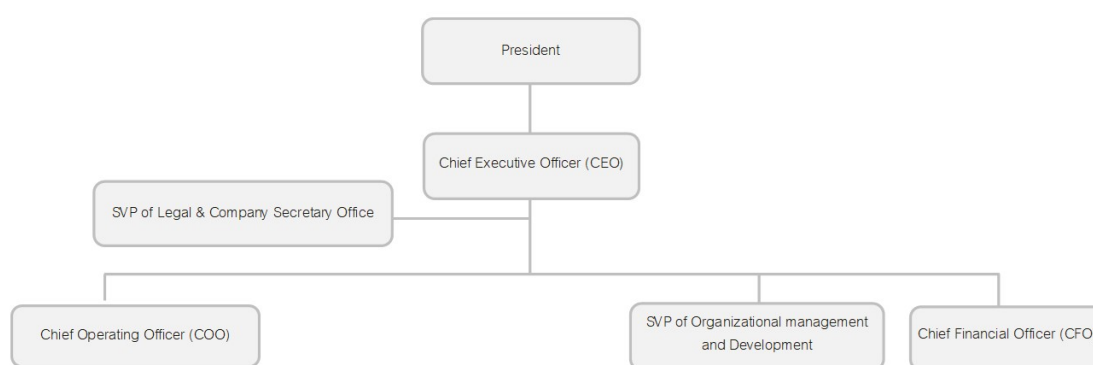 President
Chief Executive Officer (CEO)
SVP of Legal & Company Secretary Office
Chief Operating Officer (COO)
SVP of Organizational management
and Development
Chief Financial Officer (CFO